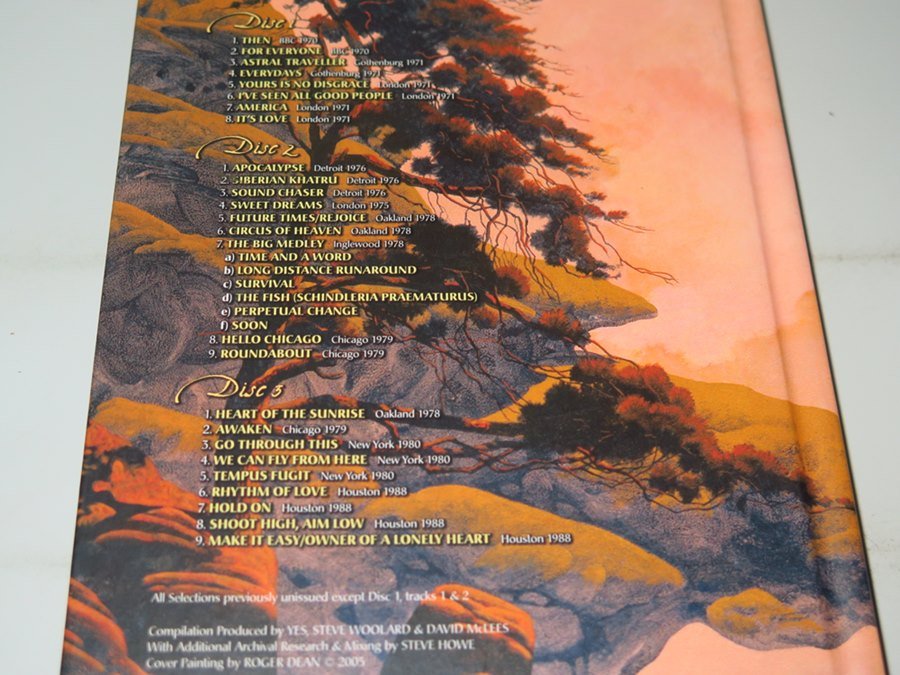 Disc 1
1. THEN BBC 1970
2. FOR EVERYONE BBC 1970
3. ASTRAL TRAVELLER Gothenburg 1971
4. EVERYDAYS Gothenburg 1971
5. YOURS IS NO DISGRACE London 1971
6. I'VE SEEN ALL GOOD PEOPLE London 1971
7. AMERICA London 1971
8. IT'S LOVE London 1971
Disc 2
1. APOCALYPSE Detroit 1976
2. SIBERIAN KHATRU Detroit 1976
3. SOUND CHASER Detroit 1976
4. SWEET DREAMS London 1975
5. FUTURE TIMES/REJOICE Oakland 1978
6. CIRCUS OF HEAVEN Oakland 1978
7. THE BIG MEDLEY Inglewood 1978
a) TIME AND A WORD
b) LONG DISTANCE RUNAROUND
c) SURVIVAL
d) THE FISH (SCHINDLERIA PRAEMATURUS)
e) PERPETUAL CHANGE
f) SOON
8. HELLO CHICAGO Chicago 1979
9. ROUNDABOUT Chicago 1979
Disc 3
1. HEART OF THE SUNRISE Oakland 1978
2. AWAKEN Chicago 1979
3. GO THROUGH THIS New York 1980
4. WE CAN FLY FROM HERE New York 1980
5. TEMPUS FUGIT New York 1980
6. RHYTHM OF LOVE Houston 1988
7. HOLD ON Houston 1988
8. SHOOT HIGH, AIM LOW Houston 1988
9. MAKE IT EASY/OWNER OF A LONELY HEART Houston 1988
All Selections previously unissued except Disc 1, tracks 1 & 2
Compilation Produced by YES, STEVE WOOLARD & DAVID McLEES
With Additional Archival Research & Mixing by STEVE HOWE
Cover Painting by ROGER DEAN © 2005